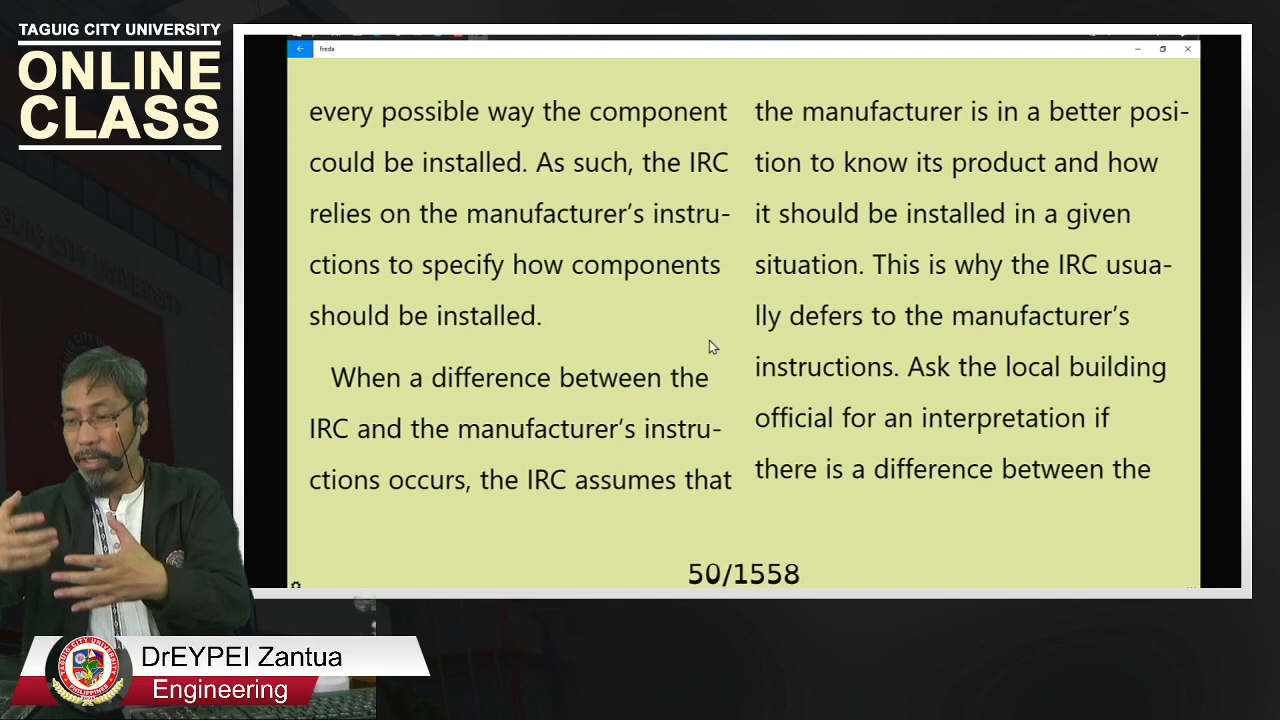 TAGUIG CITY UNIVERSITY
ONLINE
CLASS
freda
every possible way the component
could be installed. As such, the IRC
relies on the manufacturer’s instru-
ctions to specify how components
should be installed.
When a difference between the
IRC and the manufacturer’s instru-
ctions occurs, the IRC assumes that
the manufacturer is in a better posi-
tion to know its product and how
it should be installed in a given
situation. This is why the IRC usua-
lly defers to the manufacturer’s
instructions. Ask the local building
official for an interpretation if
there is a difference between the
50/1558
DrEYPEI Zantua
Engineering